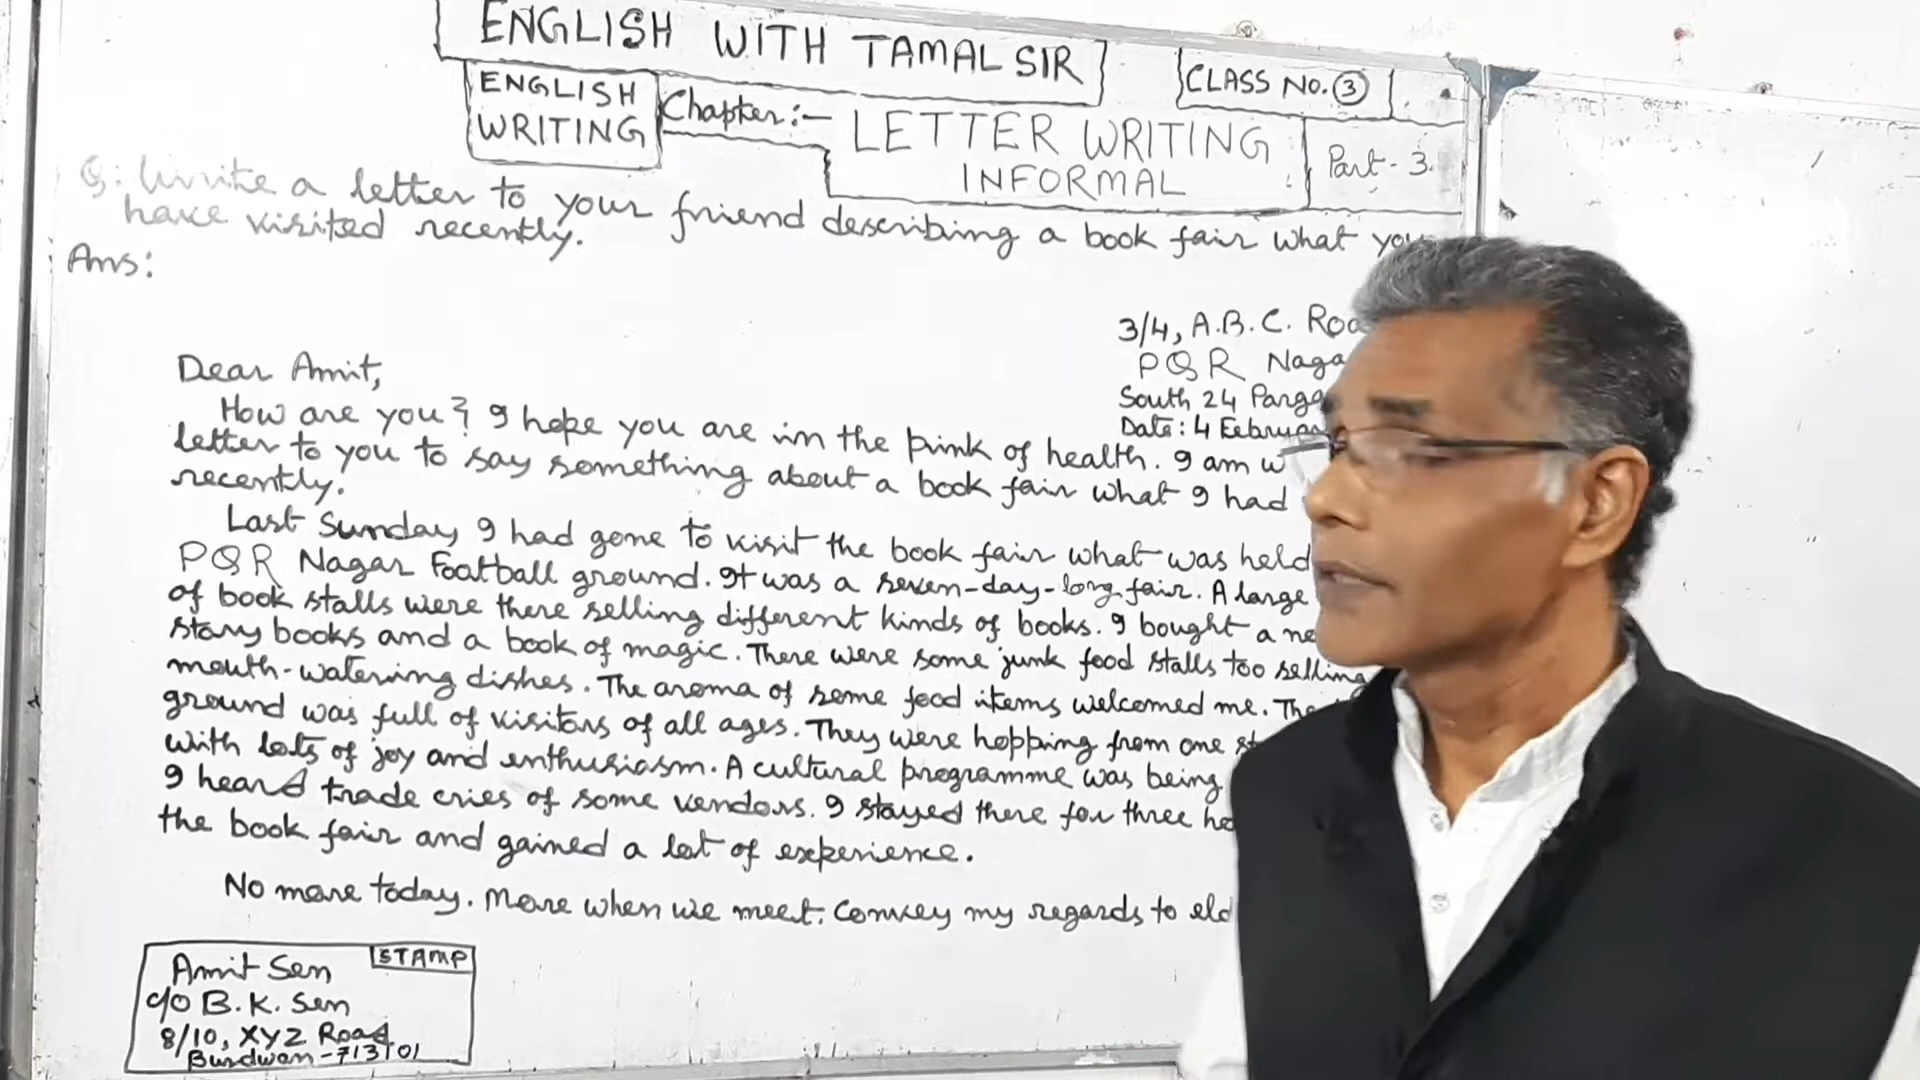 ENGLISH WITH TAMAL SIR
CLASS NO. 3
ENGLISH
WRITING
Chapter:-
LETTER WRITING
INFORMAL
Part-3
Q: Write a letter to your friend describing a book fair what you
have visited recently.
Ans:
3/4, A.B.C.
PQR
South 24
Date: 4
Dear Amit,
How are you? I hope you are in the pink of health. I am
letter to you to say something about a book fair what I had
recently.
Last Sunday, I had gone to visit the book fair what was held
PQR Nagar Football ground. It was a seven-day-long fair. A large
of book stalls were there selling different kinds of books. I bought a
story books and a book of magic. There were some junk food stalls too selling
mouth-watering dishes. The aroma of some food items welcomed me.
ground was full of visitors of all ages. They were hopping from one
with lots of joy and enthusiasm. A cultural programme was being
I heard trade cries of some vendors. I stayed there for three
the book fair and gained a lot of experience.
No more today. More when we meet. Convey my regards to
STAMP
Amit Sen
c/o B.K. Sen
8/10, XYZ Road
Burdwan-713101